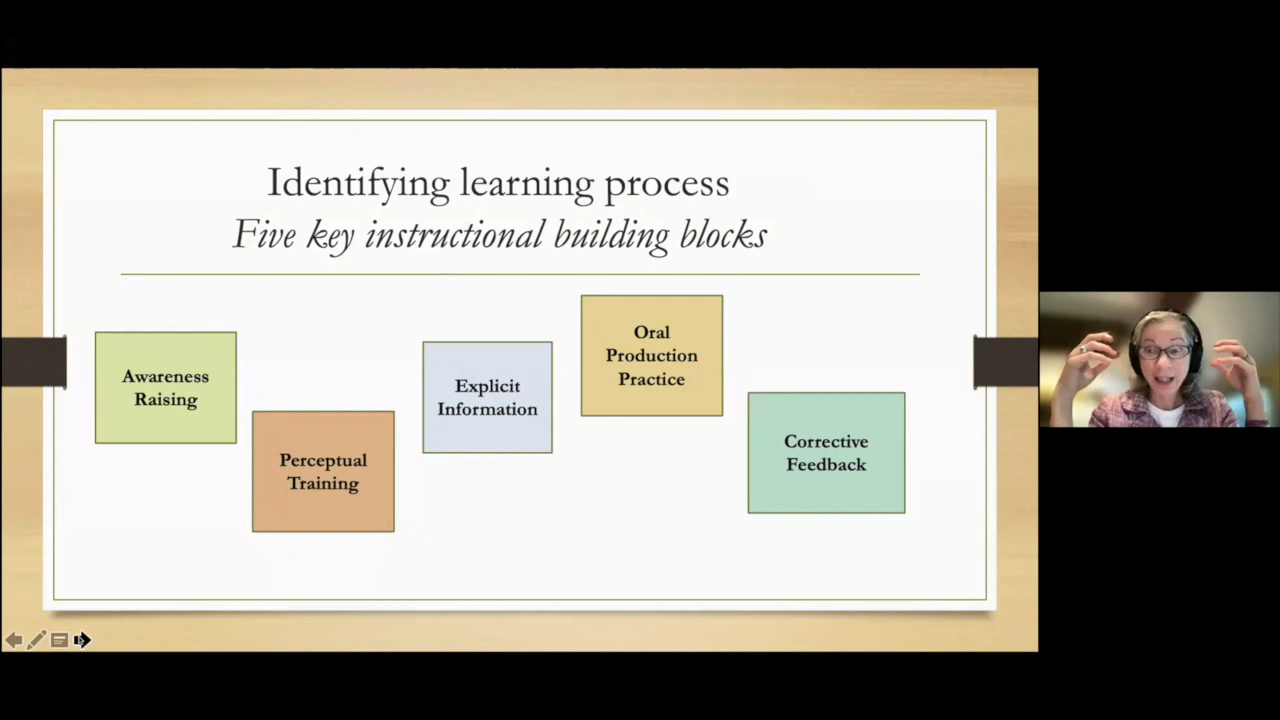 Identifying learning process
Five key instructional building blocks
Awareness
Raising
Perceptual
Training
Explicit
Information
Oral
Production
Practice
Corrective
Feedback